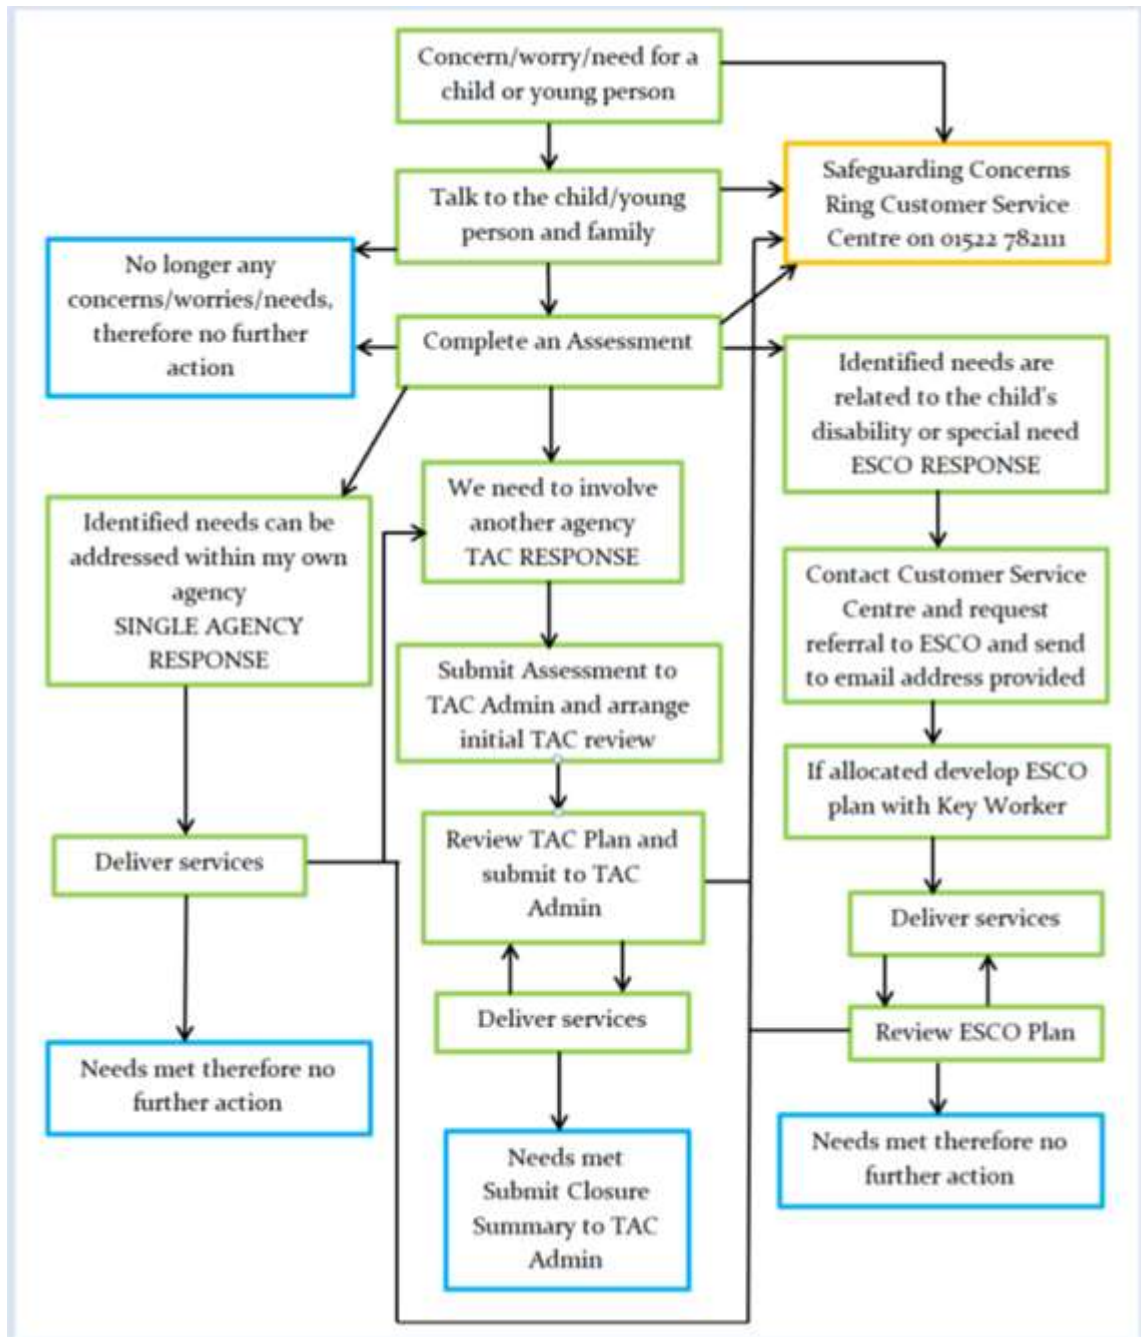 Concern/worry/need for a
child or young person
Safeguarding Concerns
Ring Customer Service
Centre on 01522 782111
Talk to the child/young
person and family
No longer any
concerns/worries/needs,
therefore no further
action
Complete an Assessment
Identified needs are
related to the child's
disability or special need
ESCO RESPONSE
We need to involve
another agency
TAC RESPONSE
Identified needs can be
addressed within my own
agency
SINGLE AGENCY
RESPONSE
Contact Customer Service
Centre and request
referral to ESCO and send
to email address provided
Submit Assessment to
TAC Admin and arrange
initial TAC review
If allocated develop ESCO
plan with Key Worker
Deliver services
Review TAC Plan and
submit to TAC
Admin
Deliver services
Deliver services
Review ESCO Plan
Needs met therefore no
further action
Needs met
Submit Closure
Summary to TAC
Admin
Needs met therefore no
further action